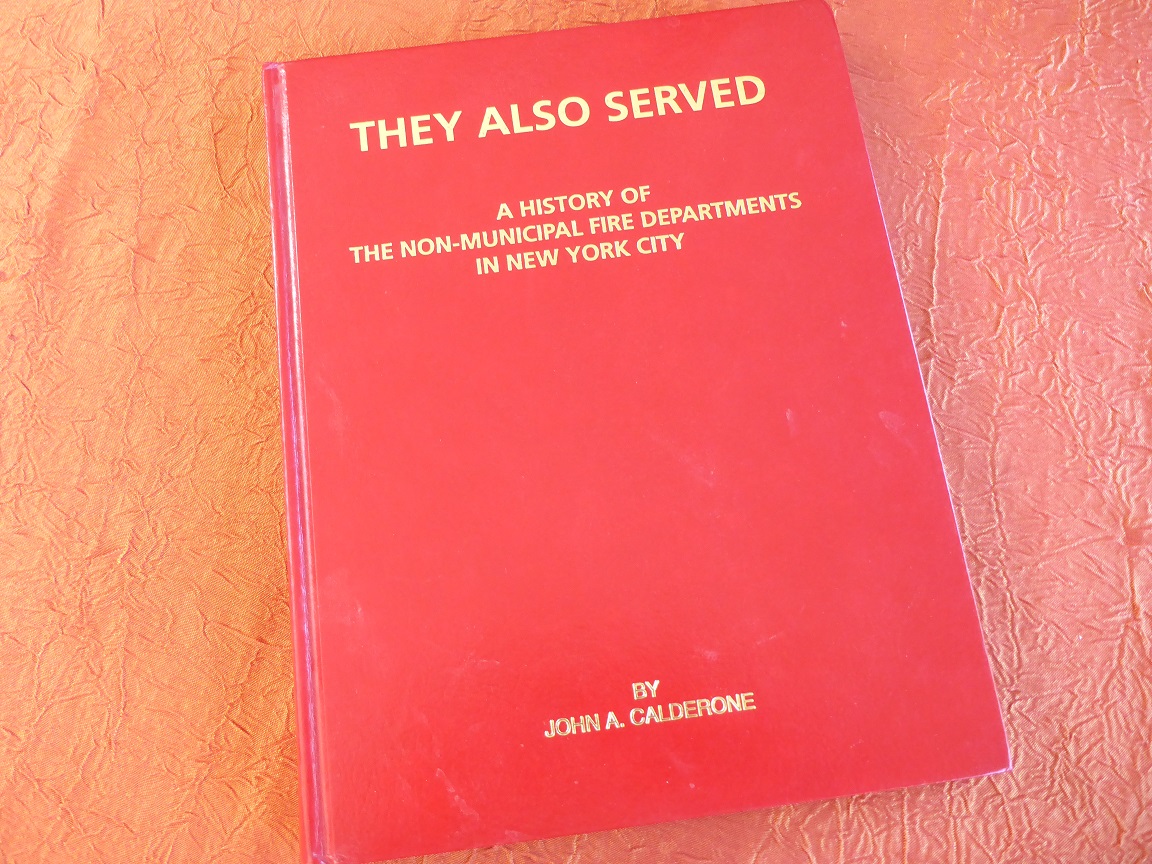 THEY ALSO SERVED
A HISTORY OF
THE NON-MUNICIPAL FIRE DEPARTMENTS
IN NEW YORK CITY
BY
JOHN A. CALDERONE